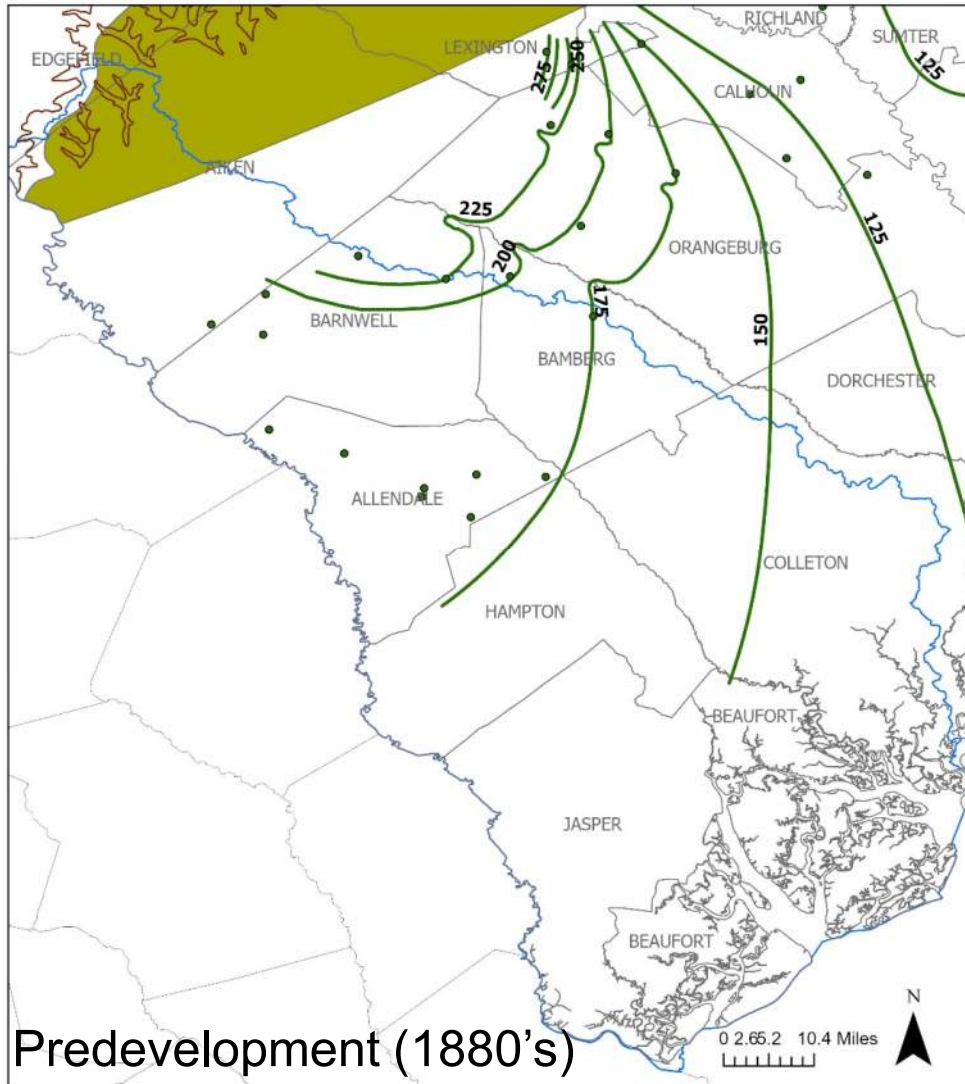 RICHLAND
SUMTER
LEXINGTON
EDGEFIELD
250
275
125
CALHOUN
AIKEN
225
125
200
ORANGEBURG
175
BARNWELL
150
BAMBERG
DORCHESTER
ALLENDALE
COLLETON
HAMPTON
BEAUFORT
JASPER
BEAUFORT
N
Predevelopment (1880's)
0 2.65.2 10.4 Miles